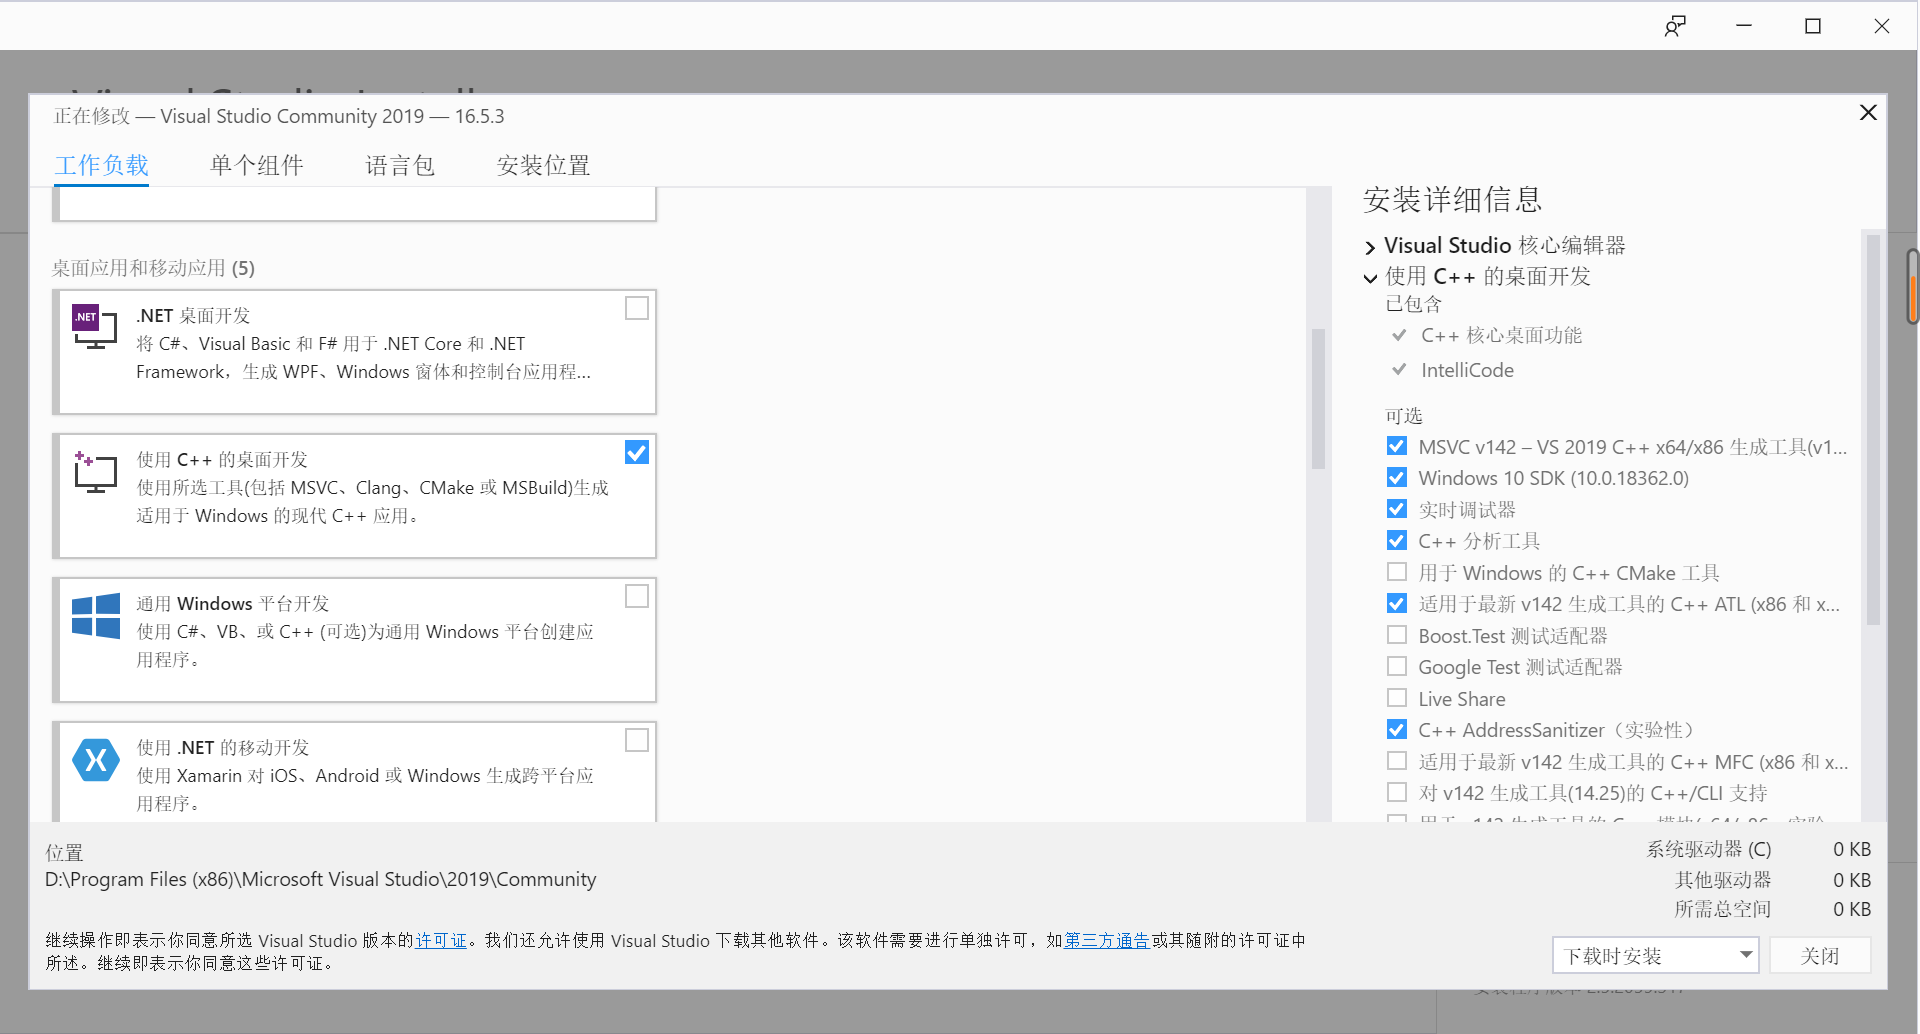 正在修改 — Visual Studio Community 2019 — 16.5.3
工作负载
单个组件
语言包
安装位置
桌面应用和移动应用 (5)
.NET
.NET 桌面开发
将 C#、Visual Basic 和 F# 用于 .NET Core 和 .NET
Framework，生成 WPF、Windows 窗体和控制台应用程...
使用 C++ 的桌面开发
使用所选工具(包括 MSVC、Clang、CMake 或 MSBuild)生成
适用于 Windows 的现代 C++ 应用。
通用 Windows 平台开发
使用 C#、VB、或 C++ (可选)为通用 Windows 平台创建应
用程序。
使用 .NET 的移动开发
使用 Xamarin 对 iOS、Android 或 Windows 生成跨平台应
用程序。
安装详细信息
Visual Studio 核心编辑器
使用 C++ 的桌面开发
已包含
C++ 核心桌面功能
IntelliCode
可选
MSVC v142 – VS 2019 C++ x64/x86 生成工具(v1...
Windows 10 SDK (10.0.18362.0)
实时调试器
C++ 分析工具
用于 Windows 的 C++ CMake 工具
适用于最新 v142 生成工具的 C++ ATL (x86 和 x...
Boost.Test 测试适配器
Google Test 测试适配器
Live Share
C++ AddressSanitizer（实验性）
适用于最新 v142 生成工具的 C++ MFC (x86 和 x...
对 v142 生成工具(14.25)的 C++/CLI 支持
位置
D:\Program Files (x86)\Microsoft Visual Studio\2019\Community
系统驱动器 (C) 0 KB
其他驱动器 0 KB
所需总空间 0 KB
继续操作即表示你同意所选 Visual Studio 版本的许可证。我们还允许使用 Visual Studio 下载其他软件。该软件需要进行单独许可，如第三方通告或其随附的许可证中
所述。继续即表示你同意这些许可证。
下载时安装
关闭